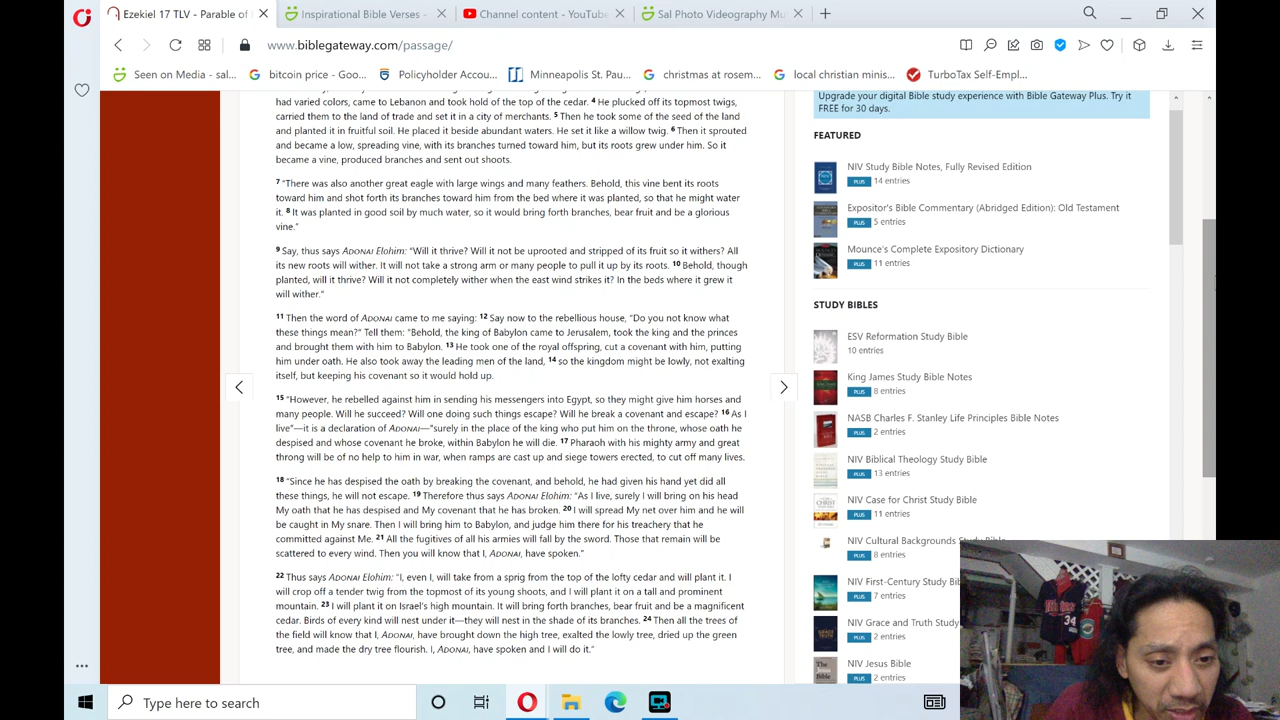 Ezekiel 17 TLV - Parable of
Inspirational Bible Verses -
Channel content - YouTube
Sal Photo Videography Mu
www.biblegateway.com/passage/
Seen on Media - sal...
bitcoin price - Goo...
Policyholder Accou...
Minneapolis St. Pau...
christmas at rosem...
local christian minis...
TurboTax Self-Empl...
had varied colors, came to Lebanon and took hold of the top of the cedar. 4 He plucked off its topmost twigs,
carried them to the land of trade and set it in a city of merchants. 5 Then he took some of the seed of the land
and planted it in fruitful soil. He placed it beside abundant waters. He set it like a willow twig. 6 Then it sprouted
and became a low, spreading vine, with its branches turned toward him, but its roots grew under him. So it
became a vine, produced branches and sent out shoots.
7 "There was also another great eagle with large wings and many feathers. Behold, this vine bent its roots
toward him and shot forth its branches toward him from the bed where it was planted, so that he might water
it. 8 It was planted in good soil by much water, so it would bring forth branches, bear fruit and be a glorious
vine."
9 Say, thus says ADONAI Elohim: "Will it thrive? Will it not be uprooted and stripped of its fruit so it withers? All
its new roots will wither. It will not take a strong arm or many people to pull it up by its roots. 10 Behold, though
planted, will it thrive? Will it not completely wither when the east wind strikes it? In the beds where it grew it
will wither."
11 Then the word of ADONAI came to me saying: 12 Say now to the rebellious house, "Do you not know what
these things mean?" Tell them: "Behold, the king of Babylon came to Jerusalem, took the king and the princes
and brought them with him to Babylon. 13 He took one of the royal offspring, cut a covenant with him, putting
him under oath. He also took away the leading men of the land, 14 so the kingdom might be lowly, not exalting
itself, but keeping his covenant so it would hold up.
15 "However, he rebelled against him in sending his messengers into Egypt, so they might give him horses and
many people. Will he succeed? Will one doing such things escape? Will he break a covenant and escape? 16 As I
live"—it is a declaration of ADONAI—"surely in the place of the king who put him on the throne, whose oath he
despised and whose covenant he broke, within Babylon he will die. 17 Pharaoh with his mighty army and great
throng will be of no help to him in war, when ramps are cast up and siege towers erected, to cut off many lives.
18 "Since he despised the oath by breaking the covenant, and behold, he had given his hand yet did all
these things, he will not escape. 19 Therefore thus says ADONAI Elohim: "As I live, surely I will bring on his head
My oath that he has despised and My covenant that he has broken. 20 I will spread My net over him and he will
be caught in My snare. Then I will bring him to Babylon, and judge him there for his treachery that he
committed against Me. 21 All the fugitives of all his armies will fall by the sword. Those that remain will be
scattered to every wind. Then you will know that I, ADONAI, have spoken."
22 Thus says ADONAI Elohim: "I, even I, will take from a sprig from the top of the lofty cedar and will plant it. I
will crop off a tender twig from the topmost of its young shoots, and I will plant it on a tall and prominent
mountain. 23 I will plant it on Israel's high mountain. It will bring forth branches, bear fruit and be a magnificent
cedar. Birds of every kind will nest under it—they will nest in the shade of its branches. 24 Then all the trees of
the field will know that I, ADONAI, have brought down the high tree, exalted the lowly tree, dried up the green
tree, and made the dry tree flourish. I, ADONAI, have spoken and I will do it."
Upgrade your digital Bible study experience with Bible Gateway Plus. Try it
FREE for 30 days.
FEATURED
NIV Study Bible Notes, Fully Revised Edition
PLUS 14 entries
Expositor's Bible Commentary (Abridged Edition): Old Testament
PLUS 5 entries
Mounce's Complete Expository Dictionary
PLUS 11 entries
STUDY BIBLES
ESV Reformation Study Bible
10 entries
King James Study Bible Notes
PLUS 8 entries
NASB Charles F. Stanley Life Principles Bible Notes
PLUS 2 entries
NIV Biblical Theology Study Bible
PLUS 13 entries
NIV Case for Christ Study Bible
PLUS 11 entries
NIV Cultural Backgrounds Study Bible
PLUS 8 entries
NIV First-Century Study Bib
PLUS 7 entries
NIV Grace and Truth Study
PLUS 2 entries
NIV Jesus Bible
PLUS 2 entries
34
Type here to search